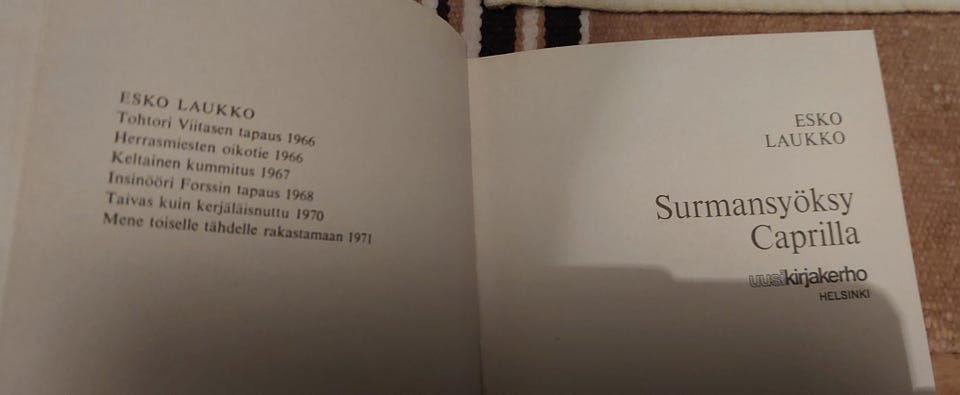 ESKO LAUKKO
Tohtori Viitasen tapaus 1966
Herrasmiesten oikotie 1966
Keltainen kummitus 1967
Insinööri Forssin tapaus 1968
Taivas kuin kerjäläisnuttu 1970
Mene toiselle tähdelle rakastamaan 1971
ESKO
LAUKKO
Surmansyöksy
Caprilla
uusikirjakerho
HELSINKI